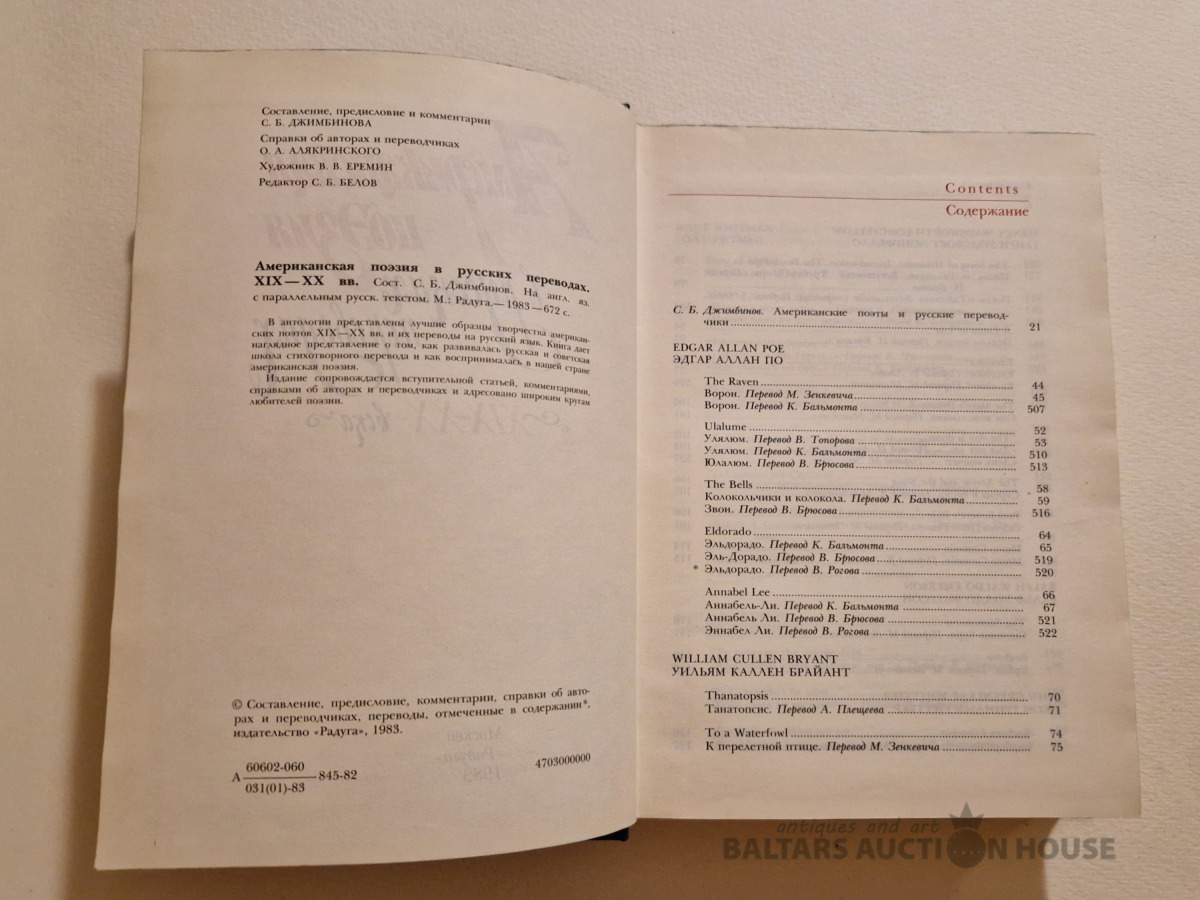 Составление, предисловие и комментарии
С. Б. ДЖИМБИНОВА
Справки об авторах и переводчиках
О. А. АЛЯКРИНСКОГО
Художник В. В. ЕРЕМИН
Редактор С. Б. БЕЛОВ
Американская поэзия в русских переводах.
XIX—XX вв. Сост. С. Б. Джимбинов. На англ. яз.
с параллельным русск. текстом. М.: Радуга.—1983—672 с.
В антологии представлены лучшие образцы творчества американ-
ских поэтов XIX—XX вв. и их переводы на русский язык. Книга дает
наглядное представление о том, как развивалась русская и советская
школа стихотворного перевода и как воспринималась в нашей стране
американская поэзия.
Издание сопровождается вступительной статьей, комментариями,
справками об авторах и переводчиках и адресовано широким кругам
любителей поэзии.
© Составление, предисловие, комментарии, справки об авто-
рах и переводчиках, переводы, отмеченные в содержании*,
издательство «Радуга», 1983.
А 60602-060
031(01)-83 845-82
4703000000
Contents
Содержание
С. Б. Джимбинов. Американские поэты и русские перевод-
чики 21
EDGAR ALLAN POE
ЭДГАР АЛЛАН ПО
The Raven 44
Ворон. Перевод М. Зенкевича 45
Ворон. Перевод К. Бальмонта 507
Ulalume 52
Улялюм. Перевод В. Топорова 53
Улялюм. Перевод К. Бальмонта 510
Юлалюм. Перевод В. Брюсова 513
The Bells 58
Колокольчики и колокола. Перевод К. Бальмонта 59
Звон. Перевод В. Брюсова 516
Eldorado 64
Эльдорадо. Перевод К. Бальмонта 65
Эль-Дорадо. Перевод В. Брюсова 519
* Эльдорадо. Перевод В. Рогова 520
Annabel Lee 66
Аннабель-Ли. Перевод К. Бальмонта 67
Аннабель Ли. Перевод В. Брюсова 521
Эннабел Ли. Перевод В. Рогова 522
WILLIAM CULLEN BRYANT
УИЛЬЯМ КАЛЛЕН БРАЙАНТ
Thanatopsis 70
Танатопсис. Перевод А. Плещеева 71
To a Waterfowl 74
К перелетной птице. Перевод М. Зенкевича 75
antiques and art
BALTARS AUCTION HOUSE